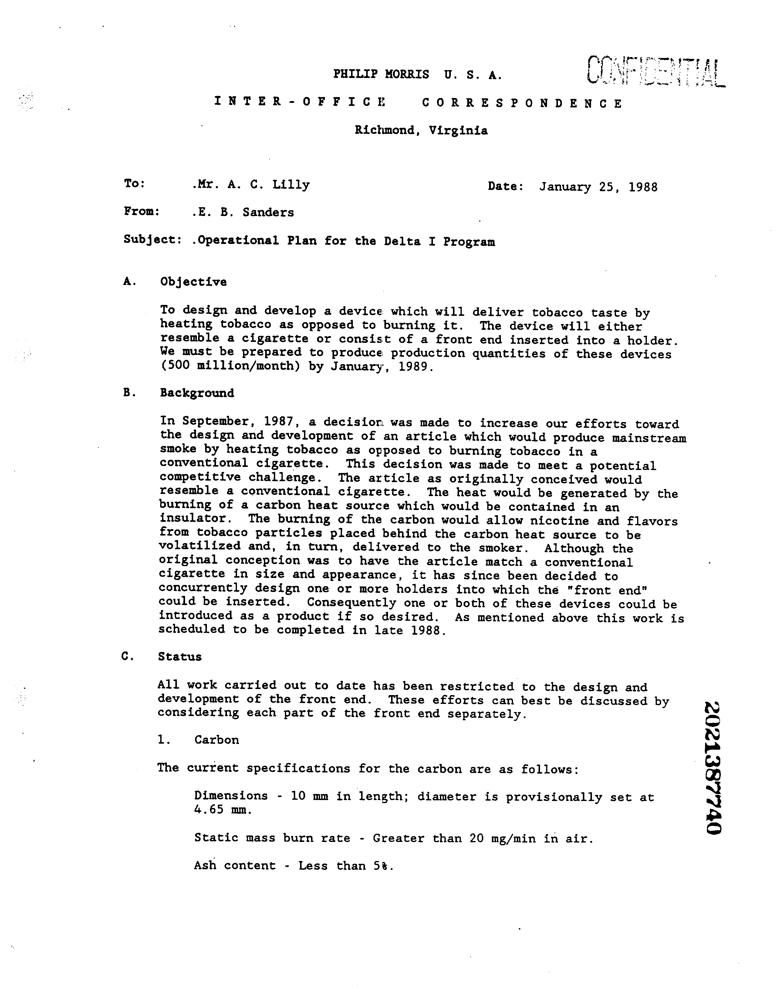 CONFIDENTIAL
PHILIP MORRIS U. S. A.
INTER-OFFICE CORRESPONDENCE
Richmond, Virginia
To: .Mr. A. C. Lilly Date: January 25, 1988
From: .E. B. Sanders
Subject: .Operational Plan for the Delta I Program
A. Objective
To design and develop a device which will deliver tobacco taste by
heating tobacco as opposed to burning it. The device will either
resemble a cigarette or consist of a front end inserted into a holder.
We must be prepared to produce production quantities of these devices
(500 million/month) by January, 1989.
B. Background
In September, 1987, a decision was made to increase our efforts toward
the design and development of an article which would produce mainstream
smoke by heating tobacco as opposed to burning tobacco in a
conventional cigarette. This decision was made to meet a potential
competitive challenge. The article as originally conceived would
resemble a conventional cigarette. The heat would be generated by the
burning of a carbon heat source which would be contained in an
insulator. The burning of the carbon would allow nicotine and flavors
from tobacco particles placed behind the carbon heat source to be
volatilized and, in turn, delivered to the smoker. Although the
original conception was to have the article match a conventional
cigarette in size and appearance, it has since been decided to
concurrently design one or more holders into which the "front end"
could be inserted. Consequently one or both of these devices could be
introduced as a product if so desired. As mentioned above this work is
scheduled to be completed in late 1988.
C. Status
All work carried out to date has been restricted to the design and
development of the front end. These efforts can best be discussed by
considering each part of the front end separately.
1. Carbon
The current specifications for the carbon are as follows:
Dimensions - 10 mm in length; diameter is provisionally set at
4.65 mm.
Static mass burn rate - Greater than 20 mg/min in air.
Ash content - Less than 5%.
2021387740